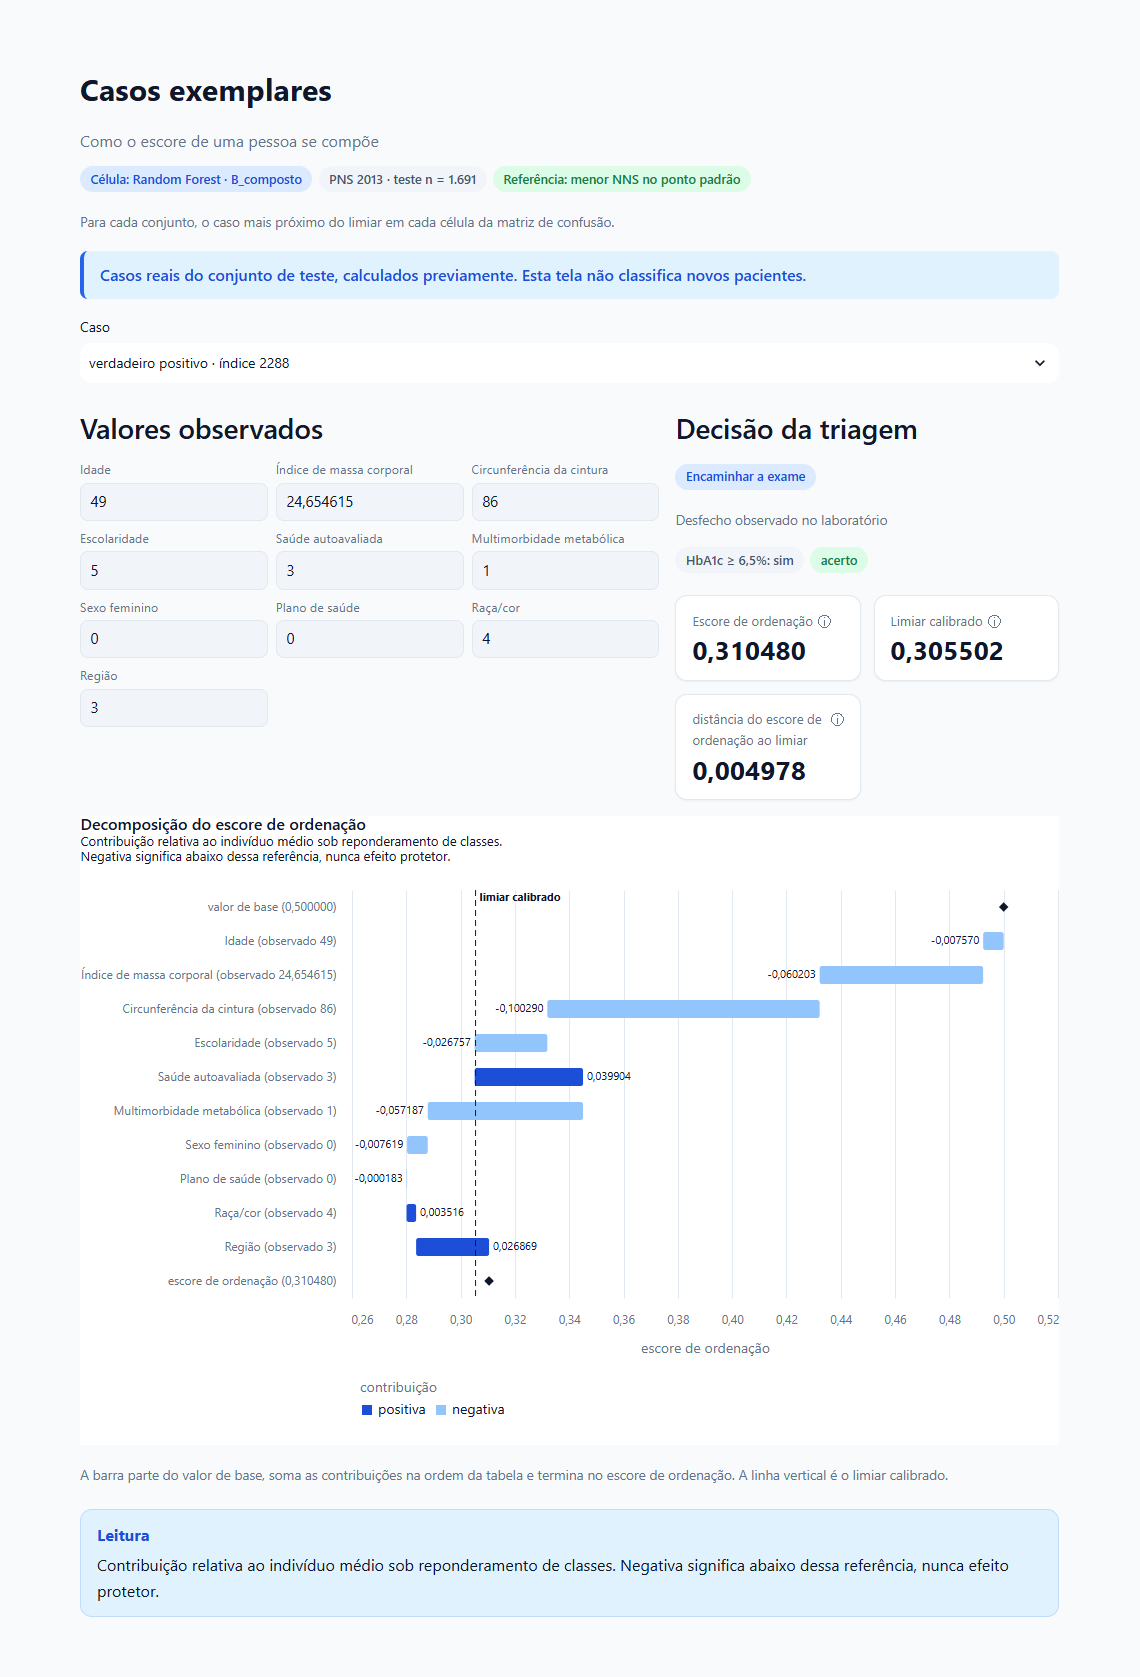 Casos exemplares
Como o escore de uma pessoa se compõe
Célula: Random Forest · B_composto
PNS 2013 · teste n = 1.691
Referência: menor NNS no ponto padrão
Para cada conjunto, o caso mais próximo do limiar em cada célula da matriz de confusão.
Casos reais do conjunto de teste, calculados previamente. Esta tela não classifica novos pacientes.
Caso
verdadeiro positivo · índice 2288
Valores observados
Idade
Índice de massa corporal
Circunferência da cintura
49
24,654615
86
Escolaridade
Saúde autoavaliada
Multimorbidade metabólica
5
3
1
Sexo feminino
Plano de saúde
Raça/cor
0
0
4
Região
3
Decisão da triagem
Encaminhar a exame
Desfecho observado no laboratório
HbA1c ≥ 6,5%: sim
acerto
Escore de ordenação ⓘ
0,310480
Limiar calibrado ⓘ
0,305502
distância do escore de ⓘ
ordenação ao limiar
0,004978
Decomposição do escore de ordenação
Contribuição relativa ao indivíduo médio sob reponderamento de classes.
Negativa significa abaixo dessa referência, nunca efeito protetor.
limiar calibrado
valor de base (0,500000)
Idade (observado 49)
-0,007570
Índice de massa corporal (observado 24,654615)
-0,060203
Circunferência da cintura (observado 86)
-0,100290
Escolaridade (observado 5)
-0,026757
Saúde autoavaliada (observado 3)
0,039904
Multimorbidade metabólica (observado 1)
-0,057187
Sexo feminino (observado 0)
-0,007619
Plano de saúde (observado 0)
-0,000183
Raça/cor (observado 4)
0,003516
Região (observado 3)
0,026869
escore de ordenação (0,310480)
0,26 0,28 0,30 0,32 0,34 0,36 0,38 0,40 0,42 0,44 0,46 0,48 0,50 0,52
escore de ordenação
contribuição
positiva negativa
A barra parte do valor de base, soma as contribuições na ordem da tabela e termina no escore de ordenação. A linha vertical é o limiar calibrado.
Leitura
Contribuição relativa ao indivíduo médio sob reponderamento de classes. Negativa significa abaixo dessa referência, nunca efeito
protetor.